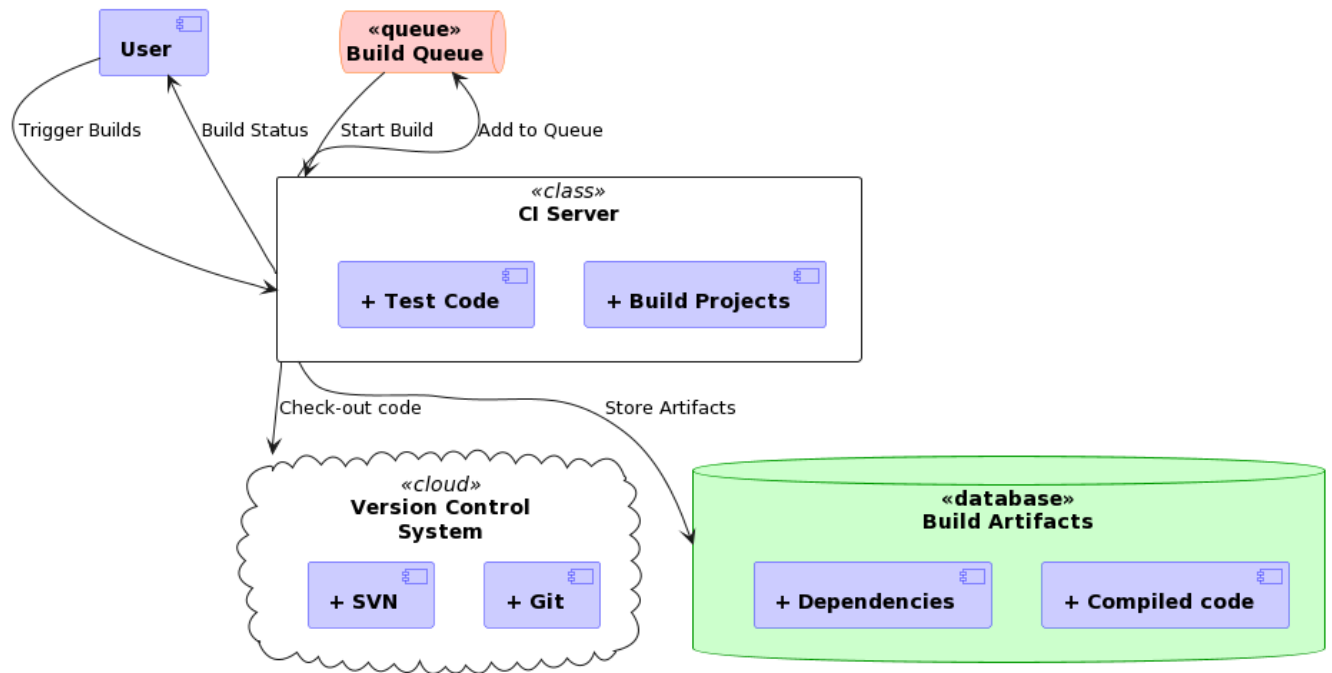 User
«queue»
Build Queue
Trigger Builds
Build Status
Start Build
Add to Queue
«class»
CI Server
+ Test Code
+ Build Projects
Check-out code
Store Artifacts
«cloud»
Version Control
System
+ SVN
+ Git
«database»
Build Artifacts
+ Dependencies
+ Compiled code